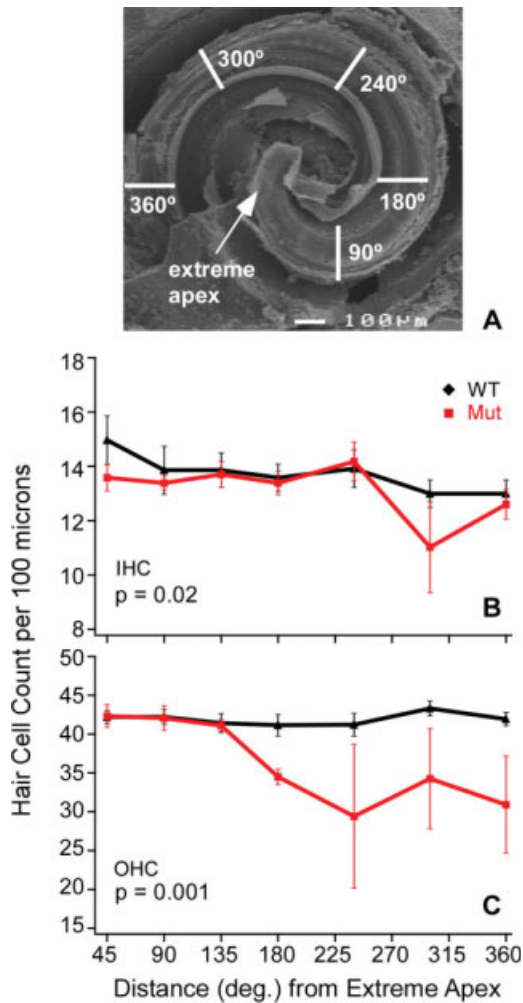 300º
240º
360º
180º
90º
extreme
apex
100μm
A
18
16
14
12
10
8
WT
Mut
IHC
p = 0.02
B
Hair Cell Count per 100 microns
50
45
40
35
30
25
20
15
OHC
p = 0.001
C
45 90 135 180 225 270 315 360
Distance (deg.) from Extreme Apex